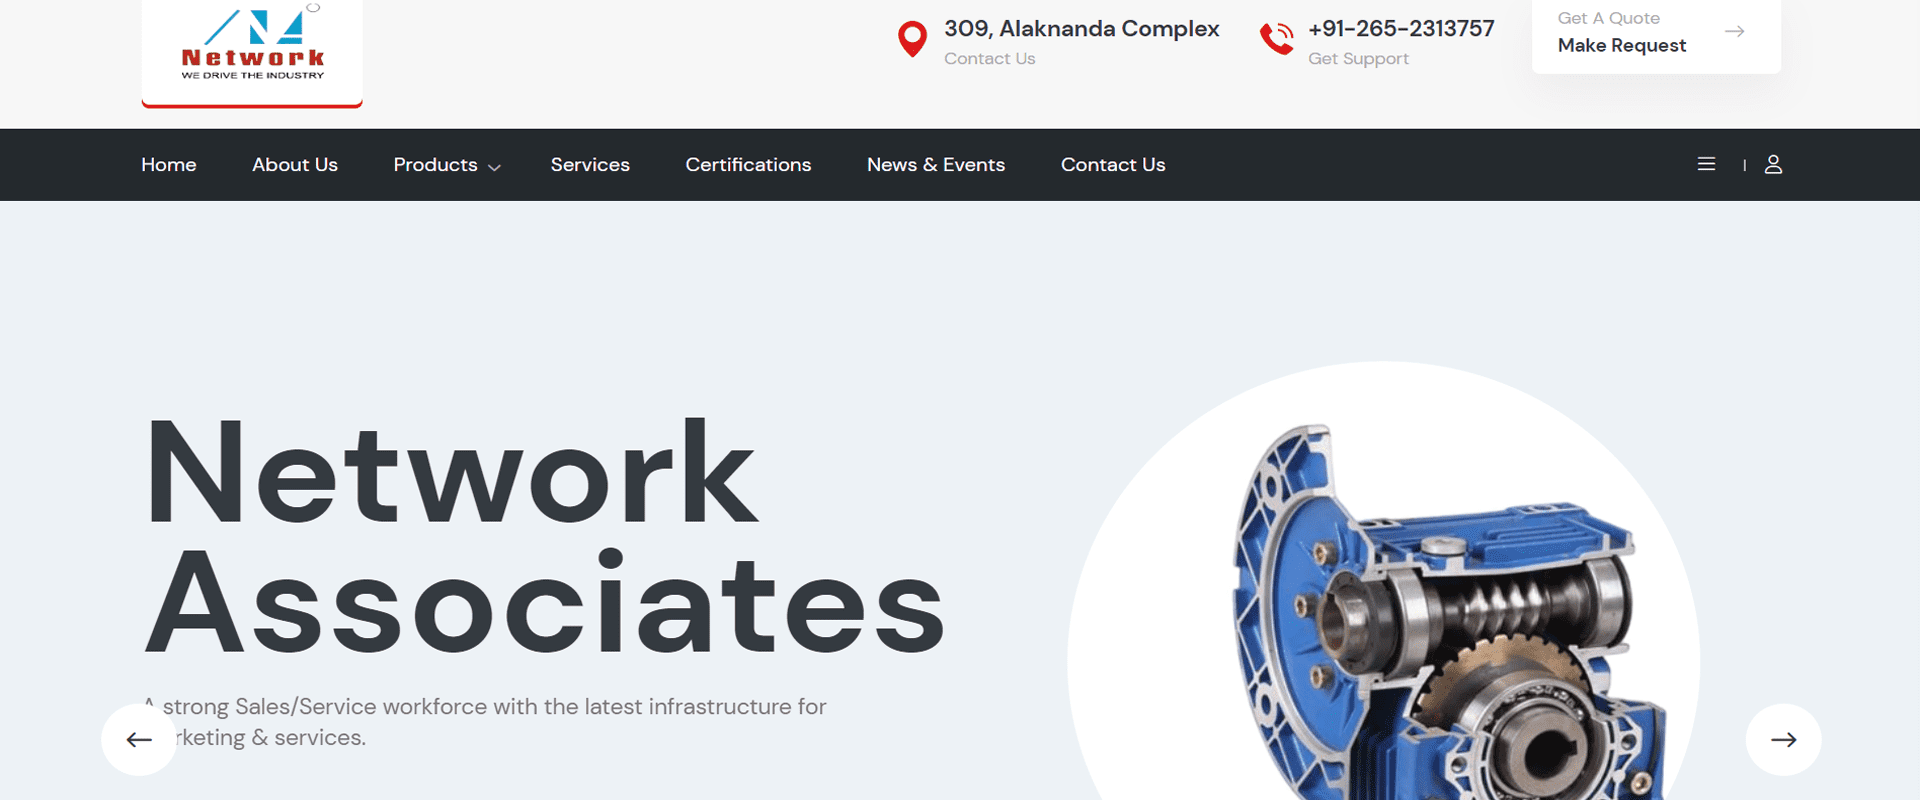 Network
WE DRIVE THE INDUSTRY
309, Alaknanda Complex
Contact Us
+91-265-2313757
Get Support
Get A Quote
Make Request
Home
About Us
Products
Services
Certifications
News & Events
Contact Us
Network
Associates
A strong Sales/Service workforce with the latest infrastructure for
rketing & services.